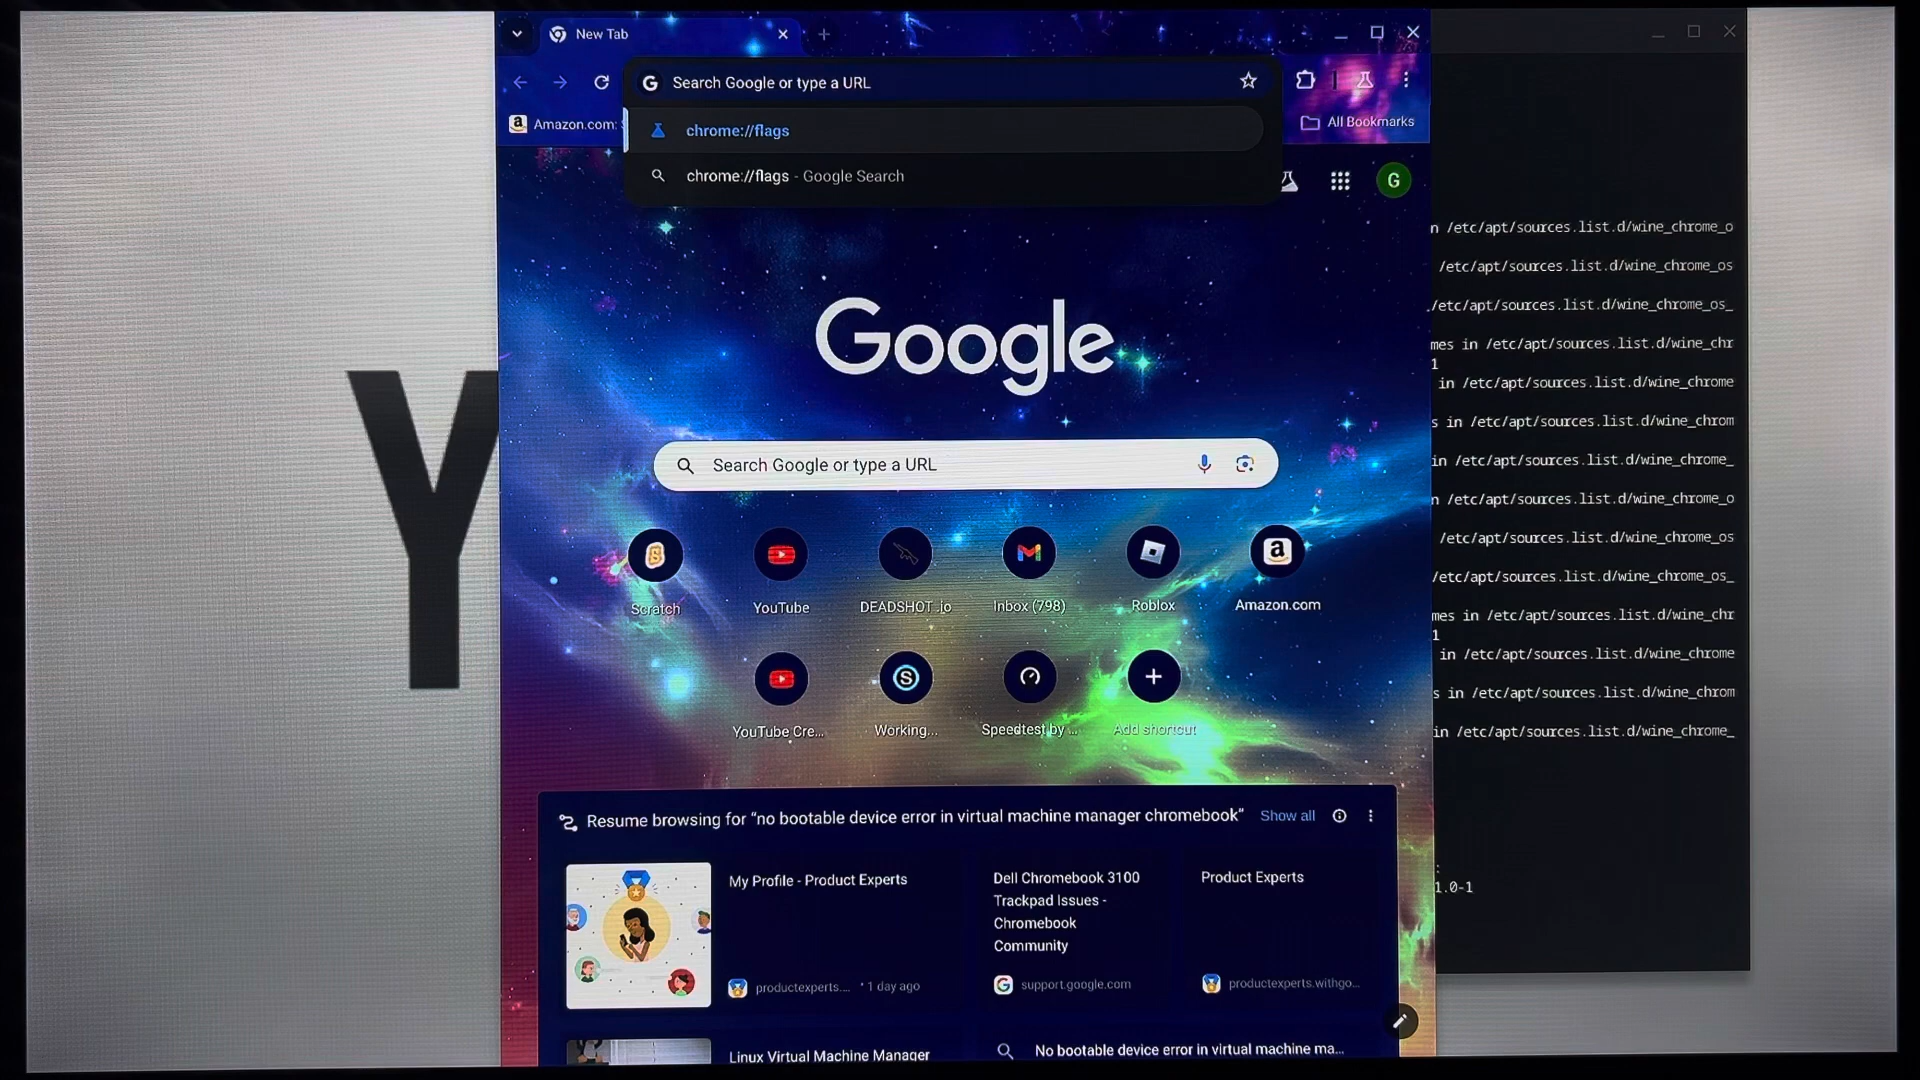 New Tab
Search Google or type a URL
Amazon.com:
chrome://flags
All Bookmarks
chrome://flags - Google Search
G
Google
Search Google or type a URL
Scratch
YouTube
DEADSHOT .io
Inbox (798)
Roblox
Amazon.com
YouTube Cre...
Working...
Speedtest by ...
Add shortcut
Resume browsing for “no bootable device error in virtual machine manager chromebook”
Show all
My Profile - Product Experts
productexperts.... • 1 day ago
Dell Chromebook 3100
Trackpad Issues -
Chromebook
Community
support.google.com
Product Experts
productexperts.withgo...
Linux Virtual Machine Manager
No bootable device error in virtual machine ma...
Y
n /etc/apt/sources.list.d/wine_chrome_o
/etc/apt/sources.list.d/wine_chrome_os
/etc/apt/sources.list.d/wine_chrome_os_
mes in /etc/apt/sources.list.d/wine_chr
1
in /etc/apt/sources.list.d/wine_chrome
s in /etc/apt/sources.list.d/wine_chrom
in /etc/apt/sources.list.d/wine_chrome_
n /etc/apt/sources.list.d/wine_chrome_o
/etc/apt/sources.list.d/wine_chrome_os
/etc/apt/sources.list.d/wine_chrome_os_
mes in /etc/apt/sources.list.d/wine_chr
1
in /etc/apt/sources.list.d/wine_chrome
s in /etc/apt/sources.list.d/wine_chrom
in /etc/apt/sources.list.d/wine_chrome_
:
1.0-1